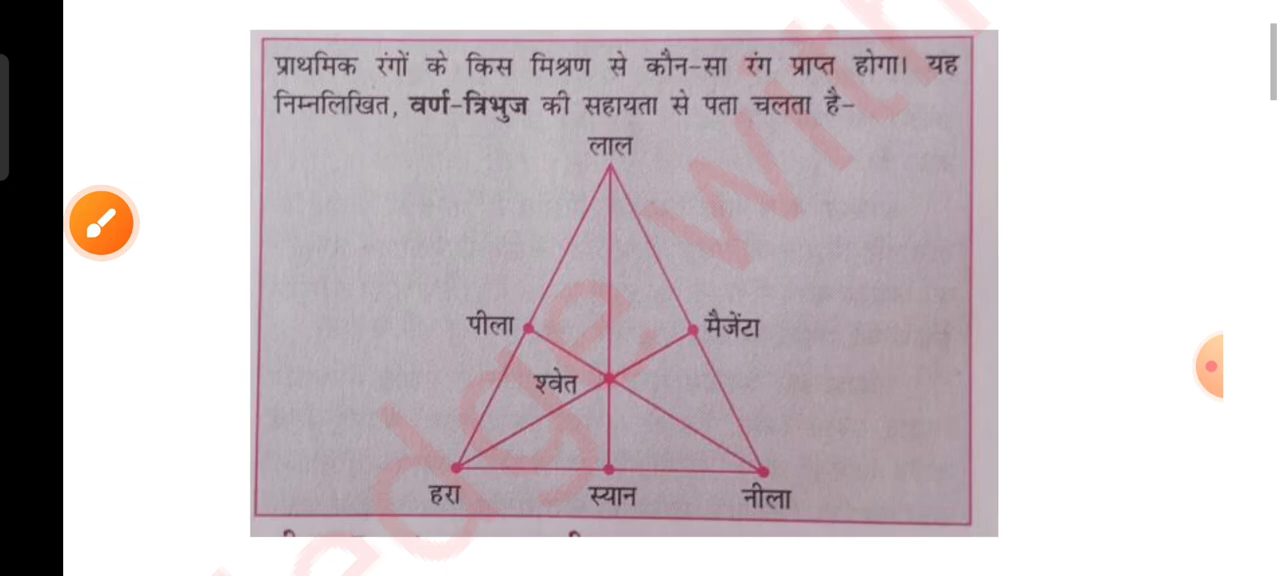 प्राथमिक रंगों के किस मिश्रण से कौन-सा रंग प्राप्त होगा। यह
निम्नलिखित, वर्ण-त्रिभुज की सहायता से पता चलता है-
लाल
पीला
मैजेंटा
श्वेत
हरा
स्यान
नीला